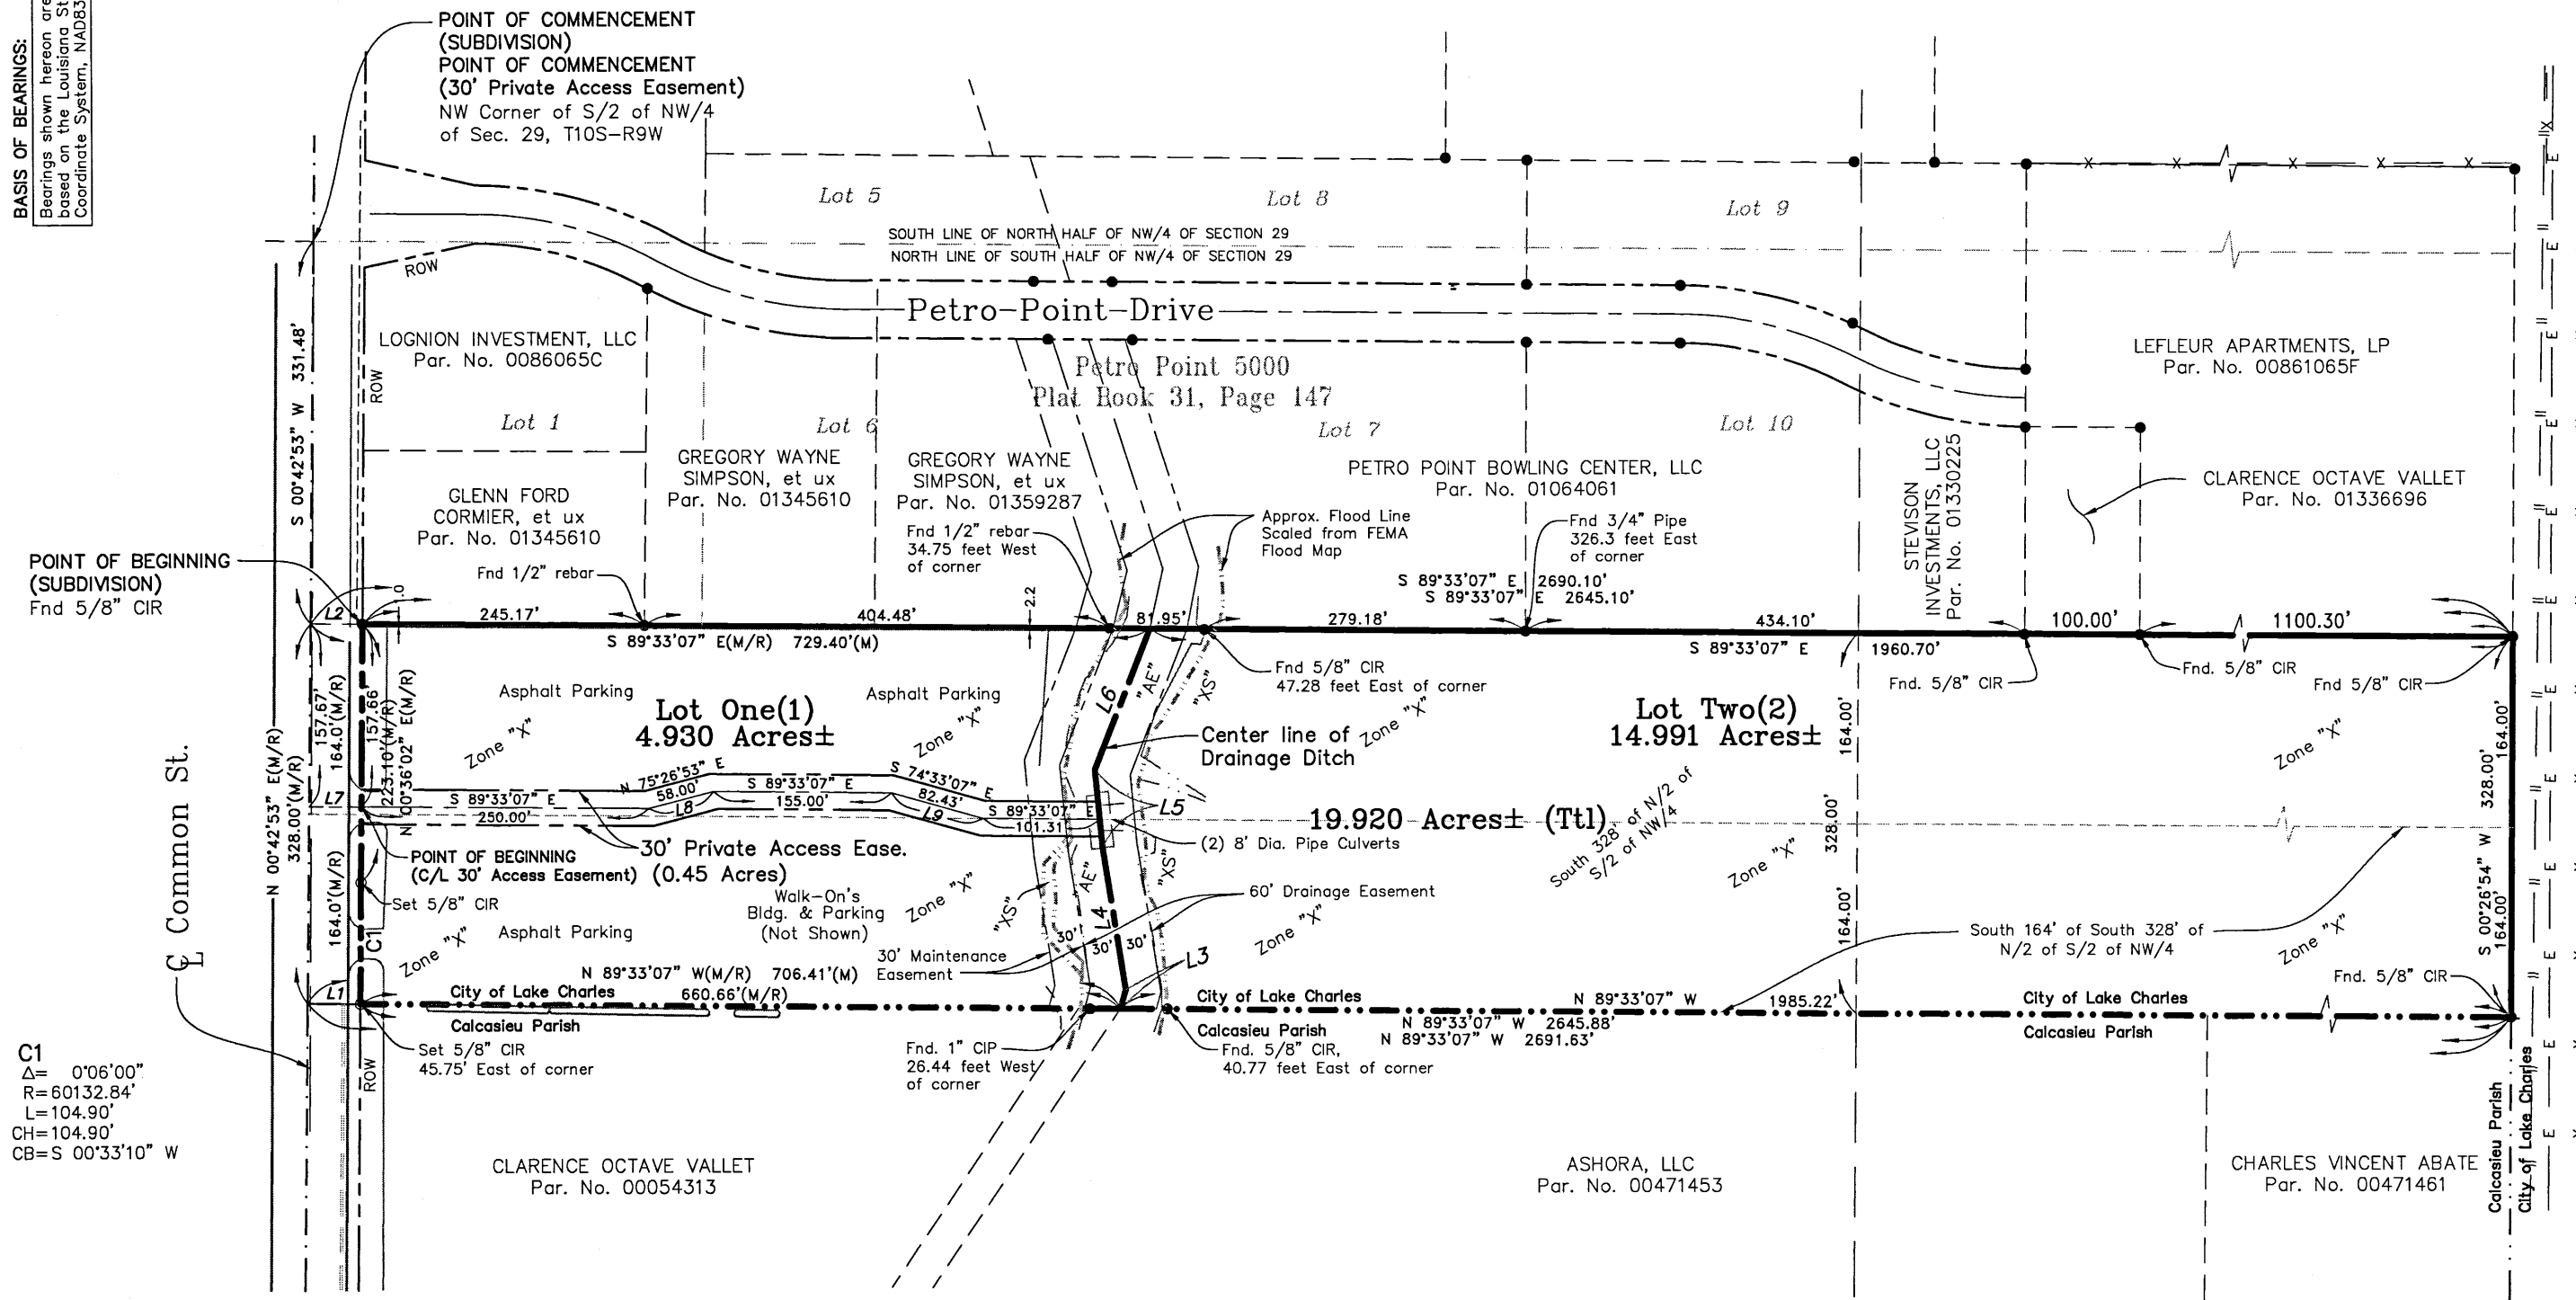 BASIS OF BEARINGS:
Bearings shown hereon are
based on the Louisiana St
Coordinate System, NAD83
POINT OF COMMENCEMENT
(SUBDIVISION)
POINT OF COMMENCEMENT
(30' Private Access Easement)
NW Corner of S/2 of NW/4
of Sec. 29, T10S-R9W
Lot 5
Lot 8
Lot 9
SOUTH LINE OF NORTH HALF OF NW/4 OF SECTION 29
NORTH LINE OF SOUTH HALF OF NW/4 OF SECTION 29
ROW
Petro-Point-Drive
S 00°42'53" W 331.48'
LOGNION INVESTMENT, LLC
Par. No. 0086065C
ROW
Petro Point 5000
Plat Book 31, Page 147
LEFLEUR APARTMENTS, LP
Par. No. 00861065F
Lot 1
Lot 6
Lot 7
Lot 10
GLENN FORD
CORMIER, et ux
Par. No. 01345610
GREGORY WAYNE
SIMPSON, et ux
Par. No. 01345610
GREGORY WAYNE
SIMPSON, et ux
Par. No. 01359287
PETRO POINT BOWLING CENTER, LLC
Par. No. 01064061
STEVISON
INVESTMENTS, LLC
Par. No. 01330225
CLARENCE OCTAVE VALLET
Par. No. 01336696
Fnd 1/2" rebar
34.75 feet West
of corner
Approx. Flood Line
Scaled from FEMA
Flood Map
Fnd 3/4" Pipe
326.3 feet East
of corner
POINT OF BEGINNING
(SUBDIVISION)
Fnd 5/8" CIR
Fnd 1/2" rebar
S 89°33'07" E 2690.10'
S 89°33'07" E 2645.10'
L2
.0
245.17'
404.48'
2.2
81.95'
279.18'
434.10'
100.00'
1100.30'
S 89°33'07" E(M/R) 729.40'(M)
S 89°33'07" E
1960.70'
Fnd 5/8" CIR
47.28 feet East of corner
Fnd. 5/8" CIR
Fnd. 5/8" CIR
Fnd 5/8" CIR
N 00°42'53" E(M/R)
328.00'(M/R)
157.67'
164.0'(M/R)
157.66'
223.10'(M/R)
N 00°36'02" E(M/R)
Asphalt Parking
Asphalt Parking
Zone "X"
Zone "X"
Lot One(1)
4.930 Acres±
L6
"AE"
"XS"
Center line of
Drainage Ditch
Zone "X"
Lot Two(2)
14.991 Acres±
164.00'
Zone "X"
164.00'
328.00'
L7
S 89°33'07" E
250.00'
N 75°26'53" E
58.00'
L8
S 89°33'07" E
155.00'
S 74°33'07" E
82.43'
L9
S 89°33'07" E
101.31
L5
19.920 Acres± (Ttl)
South 328' of N/2 of
S/2 of NW/4
328.00'
Zone "X"
(2) 8' Dia. Pipe Culverts
30' Private Access Ease.
(0.45 Acres)
POINT OF BEGINNING
(C/L 30' Access Easement)
Set 5/8" CIR
164.0'(M/R)
C1
Zone "X"
Asphalt Parking
Walk-On's
Bldg. & Parking
(Not Shown)
Zone "X"
"XS"
"AE"
L4
"XS"
30'
30'
30'
60' Drainage Easement
Zone "X"
30' Maintenance
Easement
L3
164.00'
South 164' of South 328' of
N/2 of S/2 of NW/4
Zone "X"
S 00°26'54" W
164.00'
Fnd. 5/8" CIR
℄ Common St.
L1
N 89°33'07" W(M/R) 706.41'(M)
660.66'(M/R)
City of Lake Charles
Calcasieu Parish
City of Lake Charles
Calcasieu Parish
N 89°33'07" W
1985.22'
N 89°33'07" W 2645.88'
N 89°33'07" W 2691.63'
City of Lake Charles
Calcasieu Parish
Set 5/8" CIR
45.75' East of corner
ROW
Fnd. 1" CIP
26.44 feet West
of corner
Fnd. 5/8" CIR,
40.77 feet East of corner
C1
Δ= 0°06'00"
R=60132.84'
L=104.90'
CH=104.90'
CB=S 00°33'10" W
CLARENCE OCTAVE VALLET
Par. No. 00054313
ASHORA, LLC
Par. No. 00471453
CHARLES VINCENT ABATE
Par. No. 00471461
Calcasieu Parish
City of Lake Charles